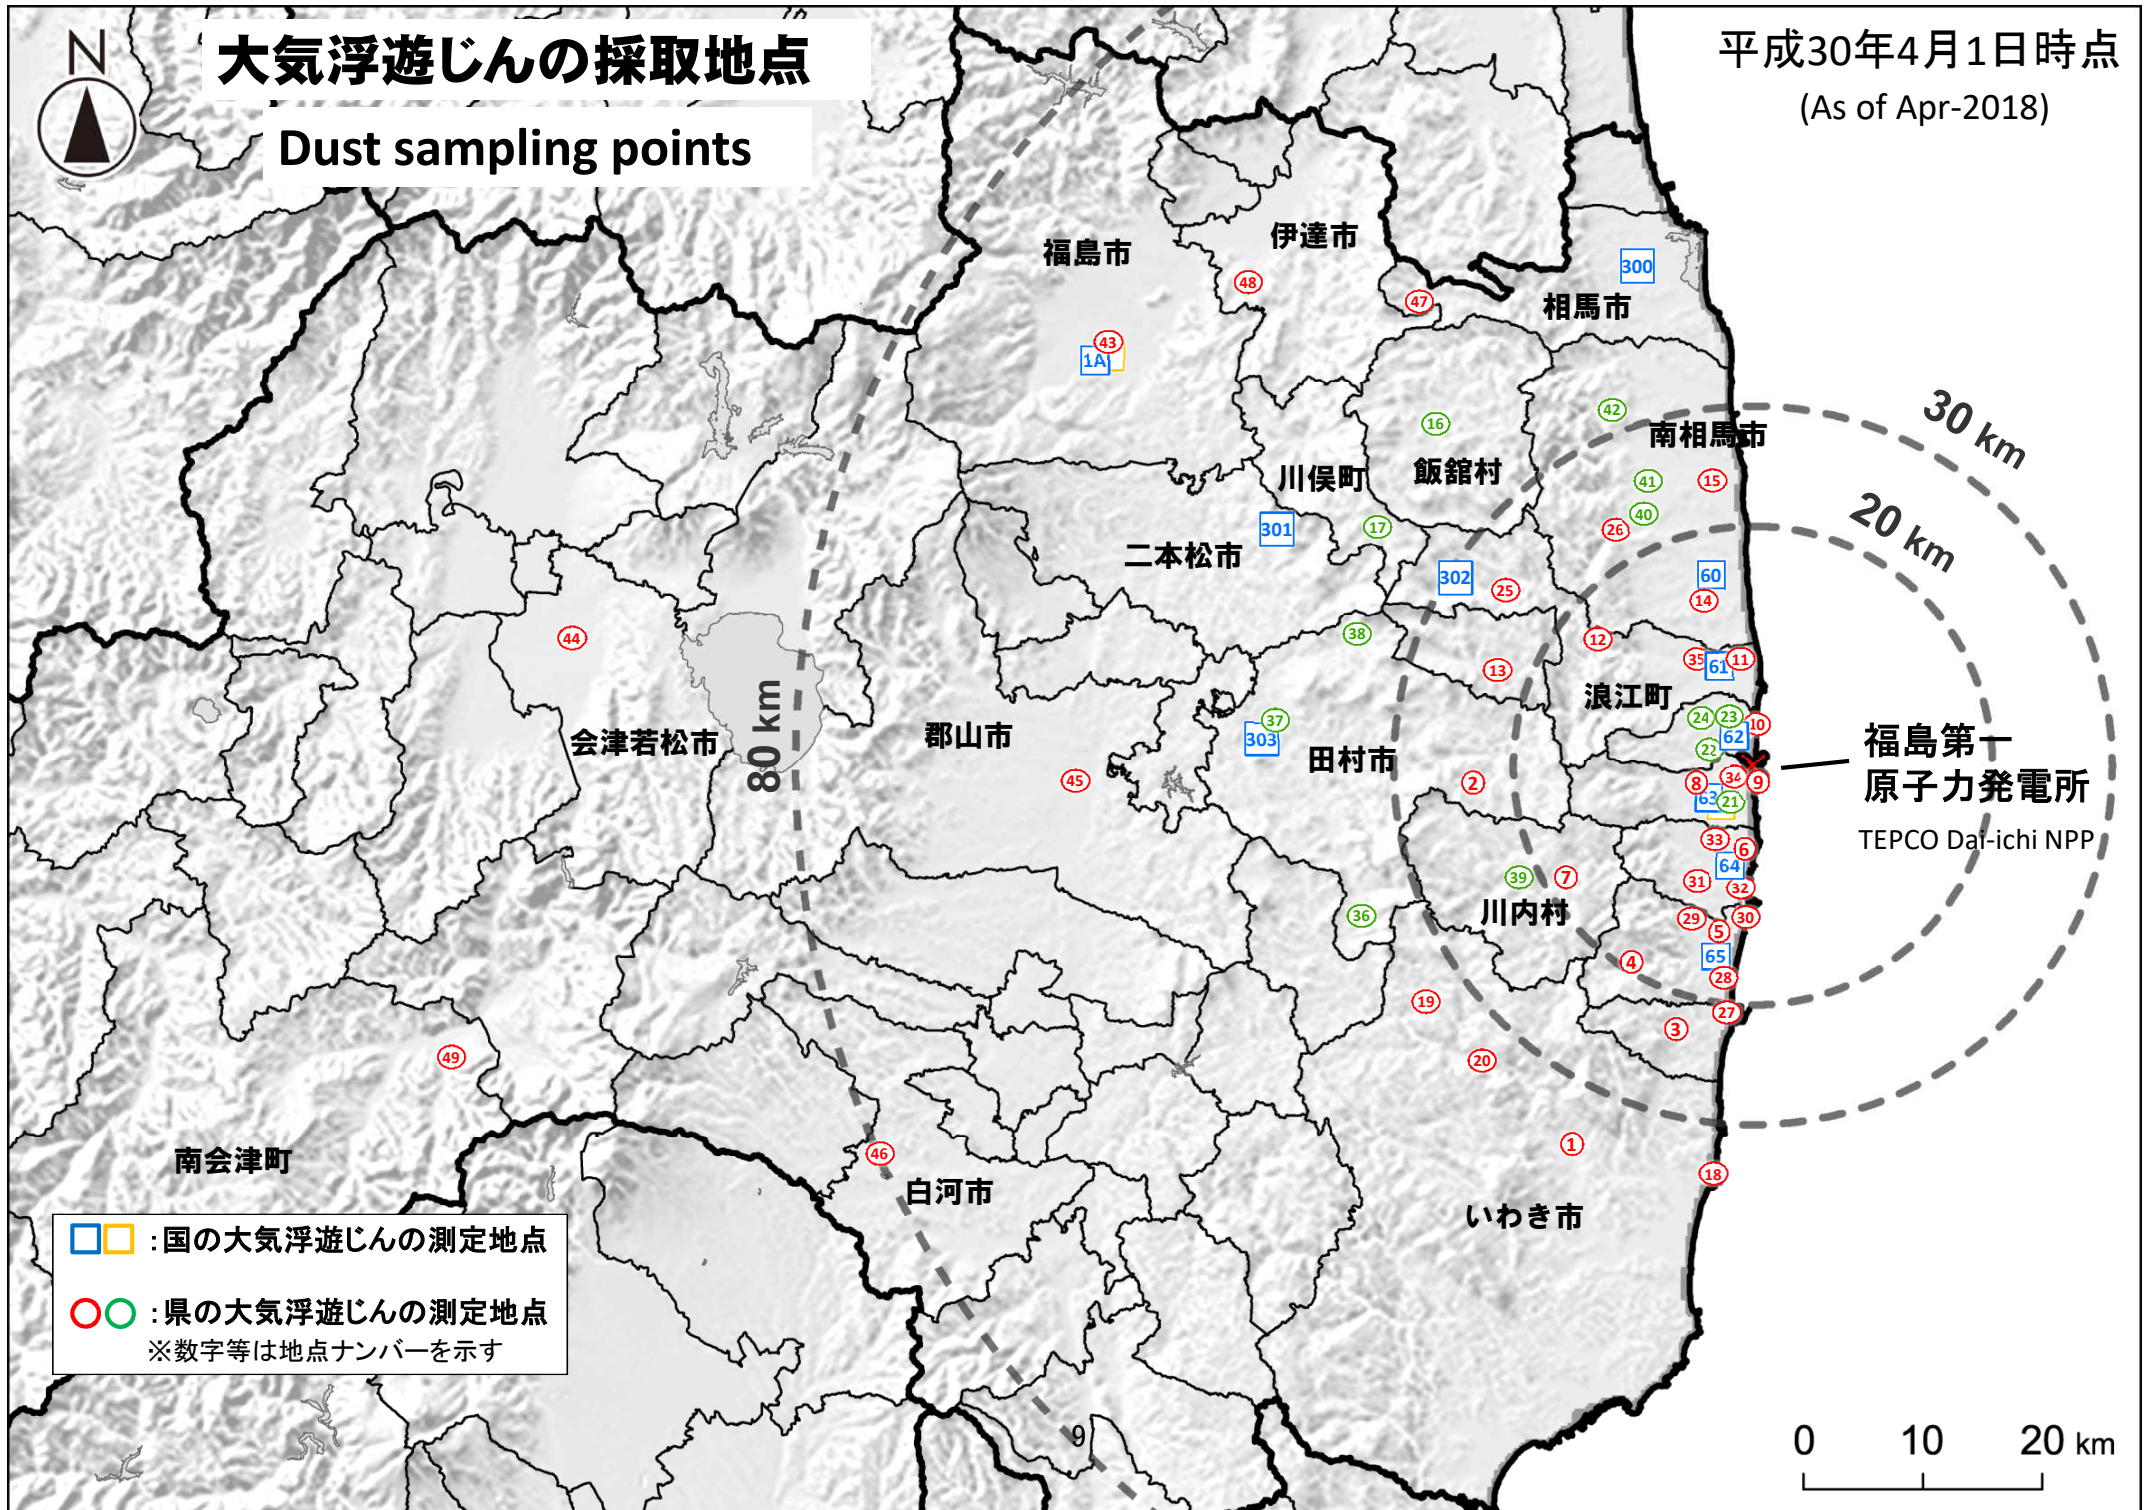 N
大気浮遊じんの採取地点
Dust sampling points
平成30年4月1日時点
(As of Apr-2018)
福島市
伊達市
相馬市
300
48
47
43
1A
30 km
42
16
南相馬市
川俣町
飯舘村
41
15
20 km
40
26
17
301
二本松市
302
25
60
14
44
38
12
13
35
61
11
浪江町
80 km
会津若松市
郡山市
37
303
田村市
24
23
10
62
22
福島第一
原子力発電所
TEPCO Dai-ichi NPP
45
2
8
34
9
63
21
33
6
64
39
7
31
32
川内村
36
29
30
5
4
65
28
19
27
3
49
20
1
46
18
南会津町
白河市
いわき市
:国の大気浮遊じんの測定地点
:県の大気浮遊じんの測定地点
※数字等は地点ナンバーを示す
9
0 10 20 km